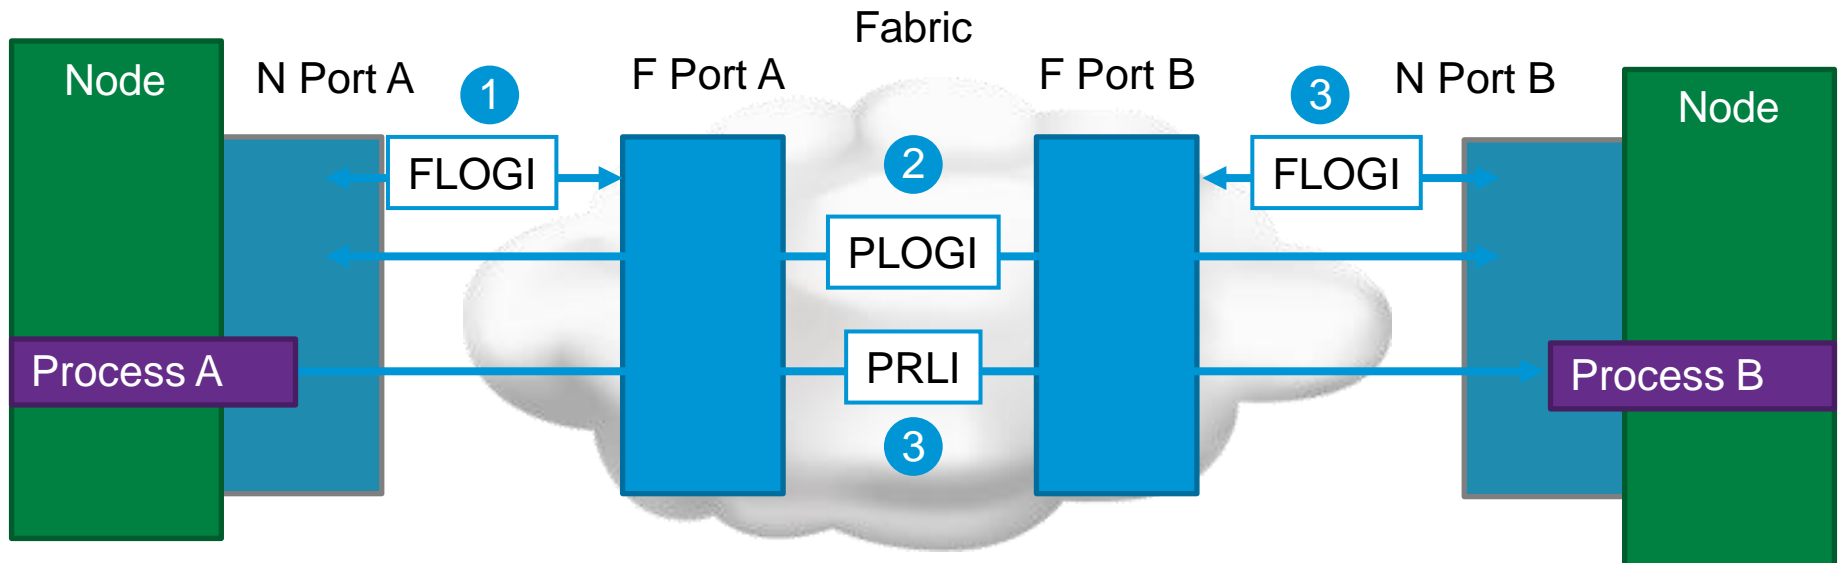 Fabric
Node
N Port A
1
F Port A
F Port B
3
N Port B
Node
FLOGI
2
FLOGI
PLOGI
Process A
PRLI
Process B
3